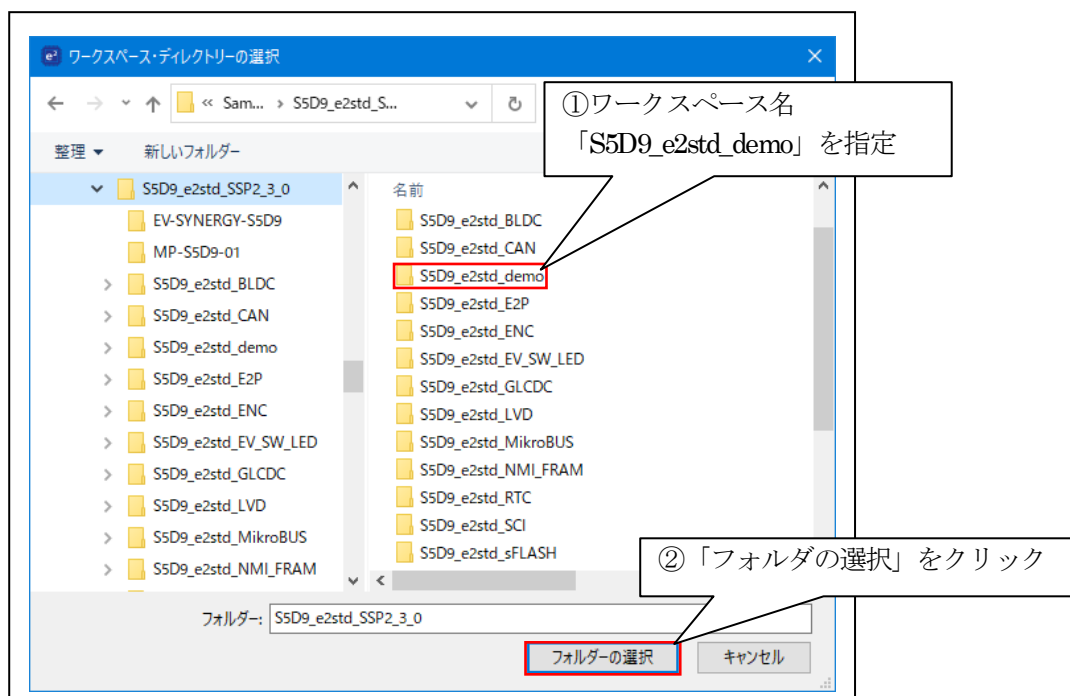 ワークスペース・ディレクトリーの選択
« Sam... › S5D9_e2std_S...
①ワークスペース名
「S5D9_e2std_demo」を指定
整理 新しいフォルダー
S5D9_e2std_SSP2_3_0
EV-SYNERGY-S5D9
MP-S5D9-01
S5D9_e2std_BLDC
S5D9_e2std_CAN
S5D9_e2std_demo
S5D9_e2std_E2P
S5D9_e2std_ENC
S5D9_e2std_EV_SW_LED
S5D9_e2std_GLCDC
S5D9_e2std_LVD
S5D9_e2std_MikroBUS
S5D9_e2std_NMI_FRAM
名前
S5D9_e2std_BLDC
S5D9_e2std_CAN
S5D9_e2std_demo
S5D9_e2std_E2P
S5D9_e2std_ENC
S5D9_e2std_EV_SW_LED
S5D9_e2std_GLCDC
S5D9_e2std_LVD
S5D9_e2std_MikroBUS
S5D9_e2std_NMI_FRAM
S5D9_e2std_RTC
S5D9_e2std_SCI
S5D9_e2std_sFLASH
②「フォルダの選択」をクリック
フォルダー: S5D9_e2std_SSP2_3_0
フォルダーの選択 キャンセル